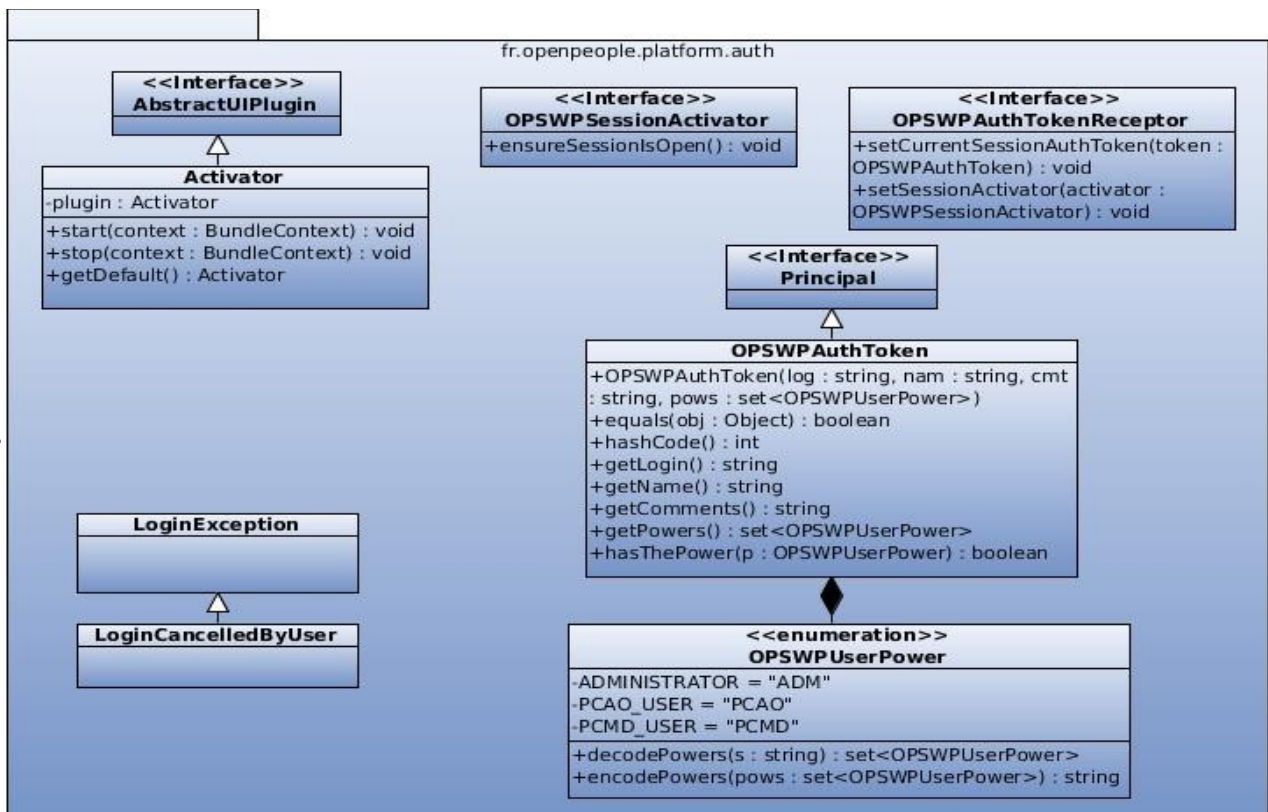 fr.openpeople.platform.auth
<<Interface>>
AbstractUIPlugin
Activator
-plugin : Activator
+start(context : BundleContext) : void
+stop(context : BundleContext) : void
+getDefault() : Activator
<<Interface>>
OPSWPSessionActivator
+ensureSessionIsOpen() : void
<<Interface>>
OPSWPAuthTokenReceptor
+setCurrentSessionAuthToken(token :
OPSWPAuthToken) : void
+setSessionActivator(activator :
OPSWPSessionActivator) : void
<<Interface>>
Principal
OPSWPAuthToken
+OPSWPAuthToken(log : string, nam : string, cmt
: string, pows : set<OPSWPUserPower>)
+equals(obj : Object) : boolean
+hashCode() : int
+getLogin() : string
+getName() : string
+getComments() : string
+getPowers() : set<OPSWPUserPower>
+hasThePower(p : OPSWPUserPower) : boolean
LoginException
LoginCancelledByUser
<<enumeration>>
OPSWPUserPower
-ADMINISTRATOR = "ADM"
-PCAO_USER = "PCAO"
-PCMD_USER = "PCMD"
+decodePowers(s : string) : set<OPSWPUserPower>
+encodePowers(pows : set<OPSWPUserPower>) : string